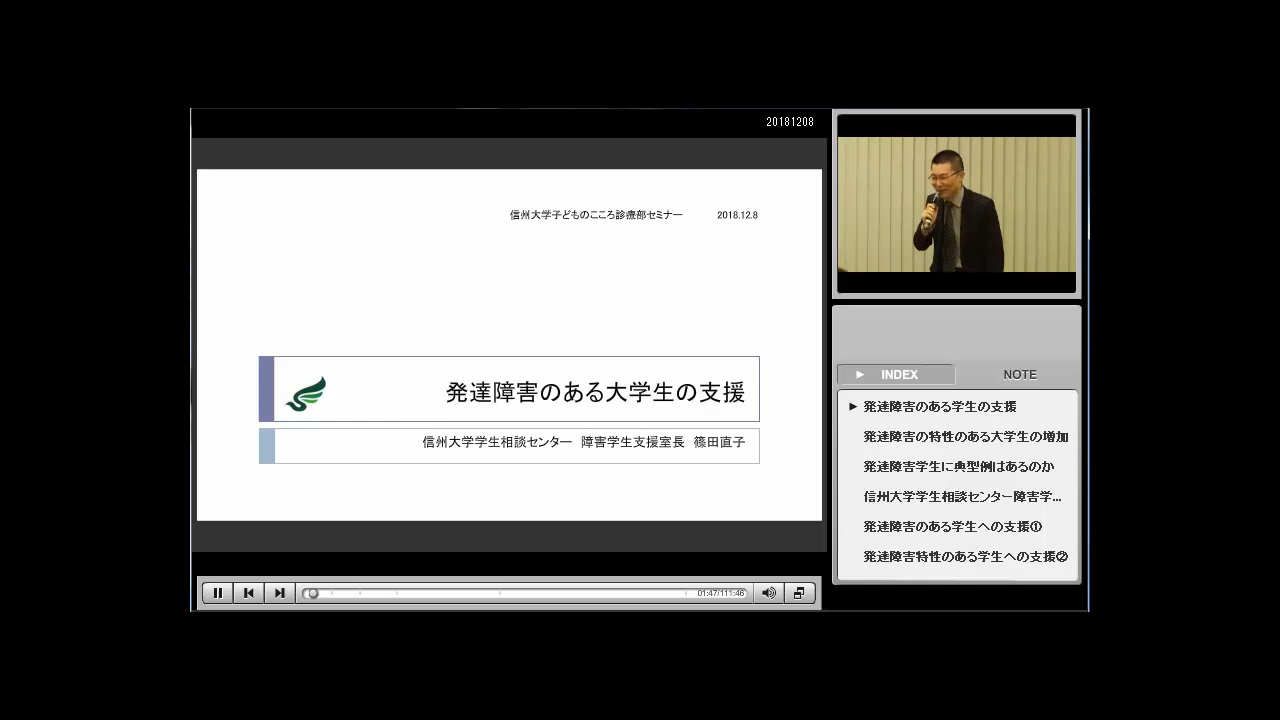 20181208
信州大学子どものこころ診療部セミナー 2018.12.8
発達障害のある大学生の支援
信州大学学生相談センター 障害学生支援室長 篠田直子
INDEX NOTE
発達障害のある学生の支援
発達障害の特性のある大学生の増加
発達障害学生に典型例はあるのか
信州大学学生相談センター障害学...
発達障害のある学生への支援①
発達障害特性のある学生への支援②
01:47/111:46